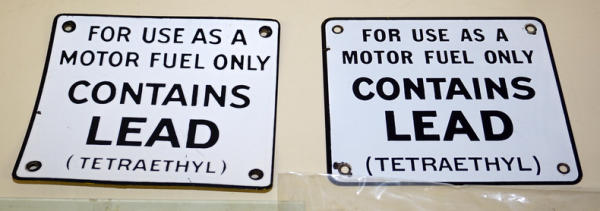 FOR USE AS A
MOTOR FUEL ONLY
CONTAINS
LEAD
(TETRAETHYL)
FOR USE AS A
MOTOR FUEL ONLY
CONTAINS
LEAD
(TETRAETHYL)